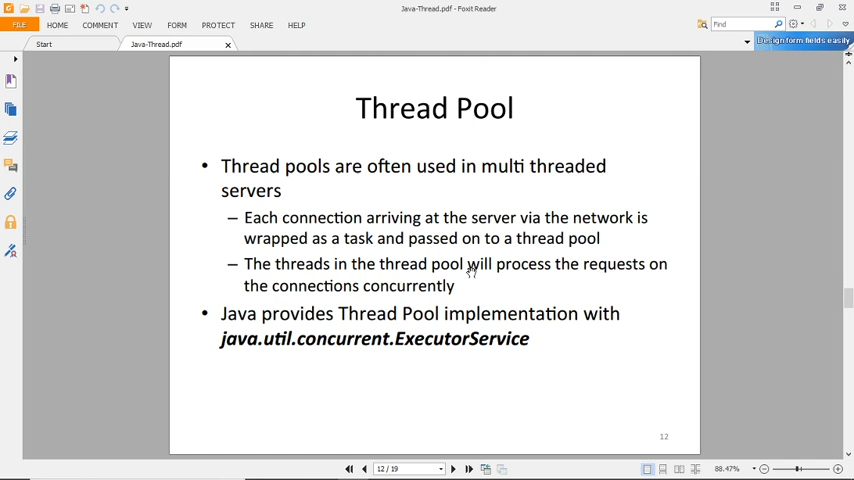 Java-Thread.pdf - Foxit Reader
FILE HOME COMMENT VIEW FORM PROTECT SHARE HELP Find
Start Java-Thread.pdf Design form fields easily
Thread Pool
• Thread pools are often used in multi threaded
servers
– Each connection arriving at the server via the network is
wrapped as a task and passed on to a thread pool
– The threads in the thread pool will process the requests on
the connections concurrently
• Java provides Thread Pool implementation with
java.util.concurrent.ExecutorService
12
12 / 19 88.47%